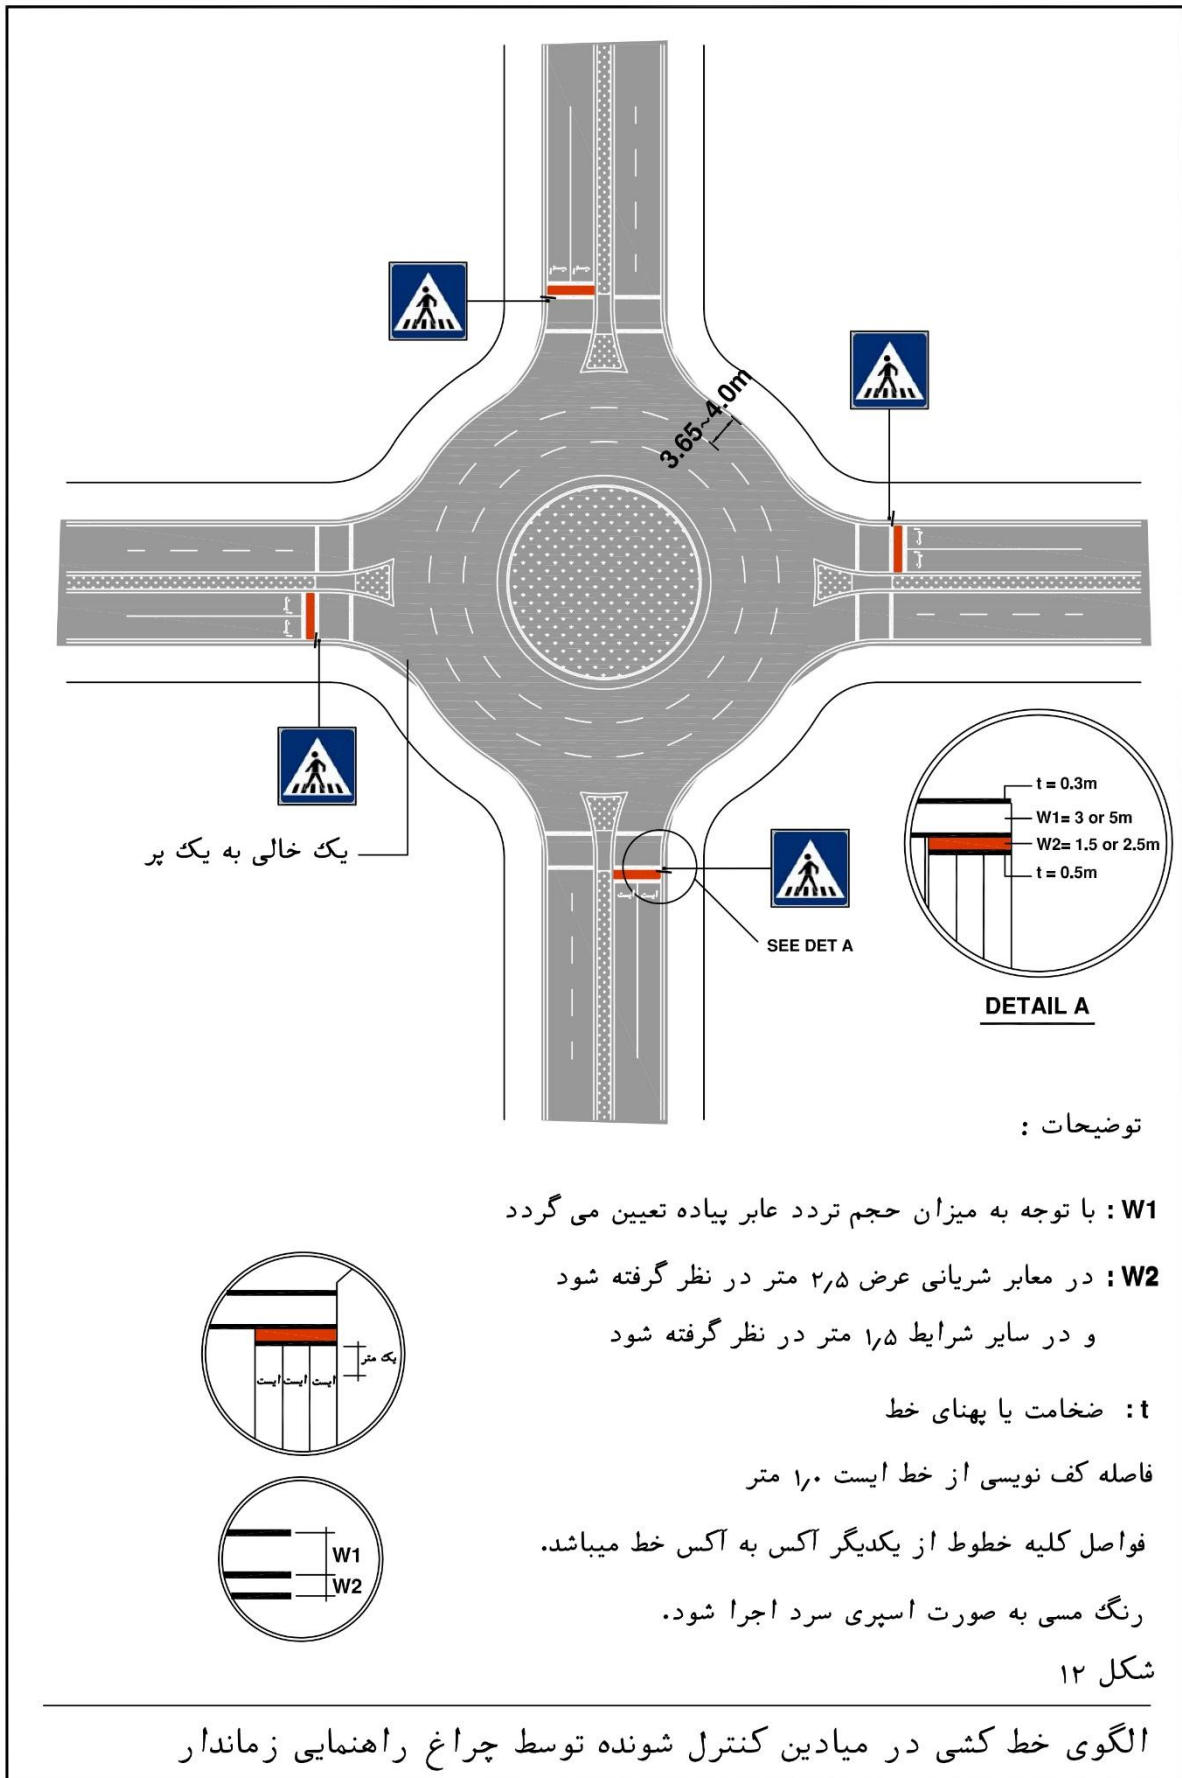 3.65~4.0m
یک خالی به یک پر
SEE DET A
t = 0.3m
W1= 3 or 5m
W2= 1.5 or 2.5m
t = 0.5m
DETAIL A
ایست ایست
توضیحات :
W1 : با توجه به میزان حجم تردد عابر پیاده تعیین می گردد
W2 : در معابر شریانی عرض ۲٫۵ متر در نظر گرفته شود
و در سایر شرایط ۱٫۵ متر در نظر گرفته شود
t : ضخامت یا پهنای خط
فاصله کف نویسی از خط ایست ۱٫۰ متر
فواصل کلیه خطوط از یکدیگر آکس به آکس خط میباشد.
رنگ مسی به صورت اسپری سرد اجرا شود.
یک متر
ایست ایست ایست
W1
W2
شکل ۱۲
الگوی خط کشی در میادین کنترل شونده توسط چراغ راهنمایی زماندار